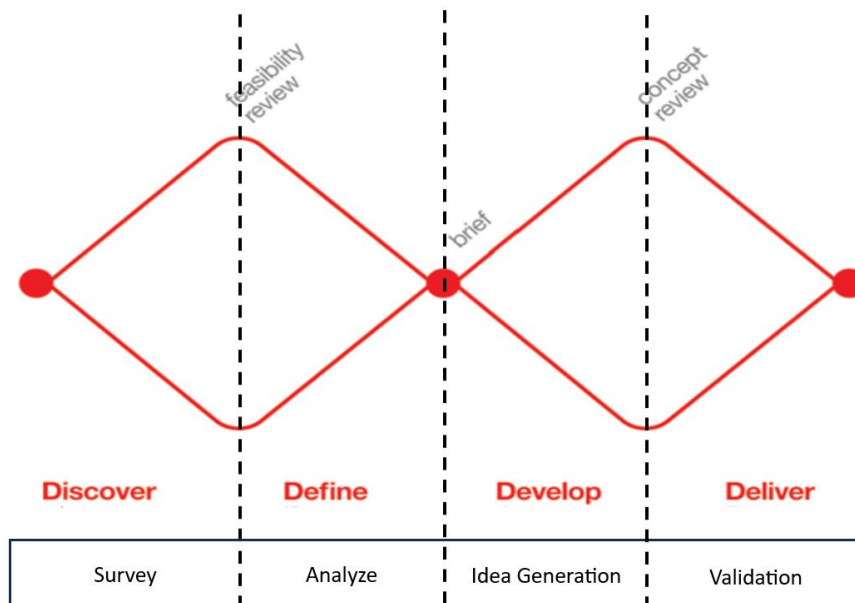 feasibility
review
concept
review
brief
Discover
Define
Develop
Deliver
Survey
Analyze
Idea Generation
Validation